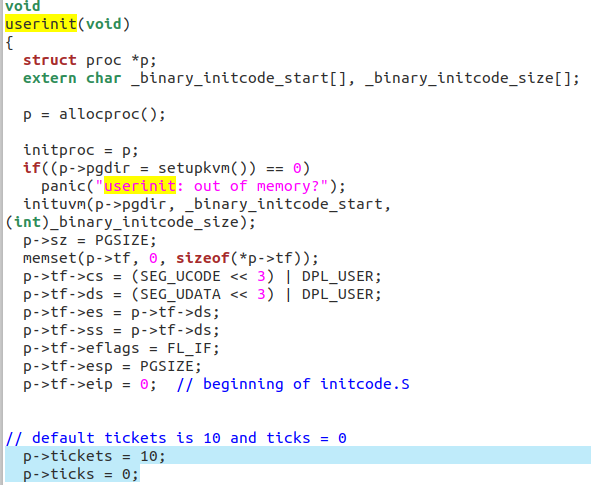 void
userinit(void)
{
  struct proc *p;
  extern char _binary_initcode_start[], _binary_initcode_size[];

  p = allocproc();

  initproc = p;
  if((p->pgdir = setupkvm()) == 0)
    panic("userinit: out of memory?");
  inituvm(p->pgdir, _binary_initcode_start,
(int)_binary_initcode_size);
  p->sz = PGSIZE;
  memset(p->tf, 0, sizeof(*p->tf));
  p->tf->cs = (SEG_UCODE << 3) | DPL_USER;
  p->tf->ds = (SEG_UDATA << 3) | DPL_USER;
  p->tf->es = p->tf->ds;
  p->tf->ss = p->tf->ds;
  p->tf->eflags = FL_IF;
  p->tf->esp = PGSIZE;
  p->tf->eip = 0;  // beginning of initcode.S


// default tickets is 10 and ticks = 0
  p->tickets = 10;
  p->ticks = 0;